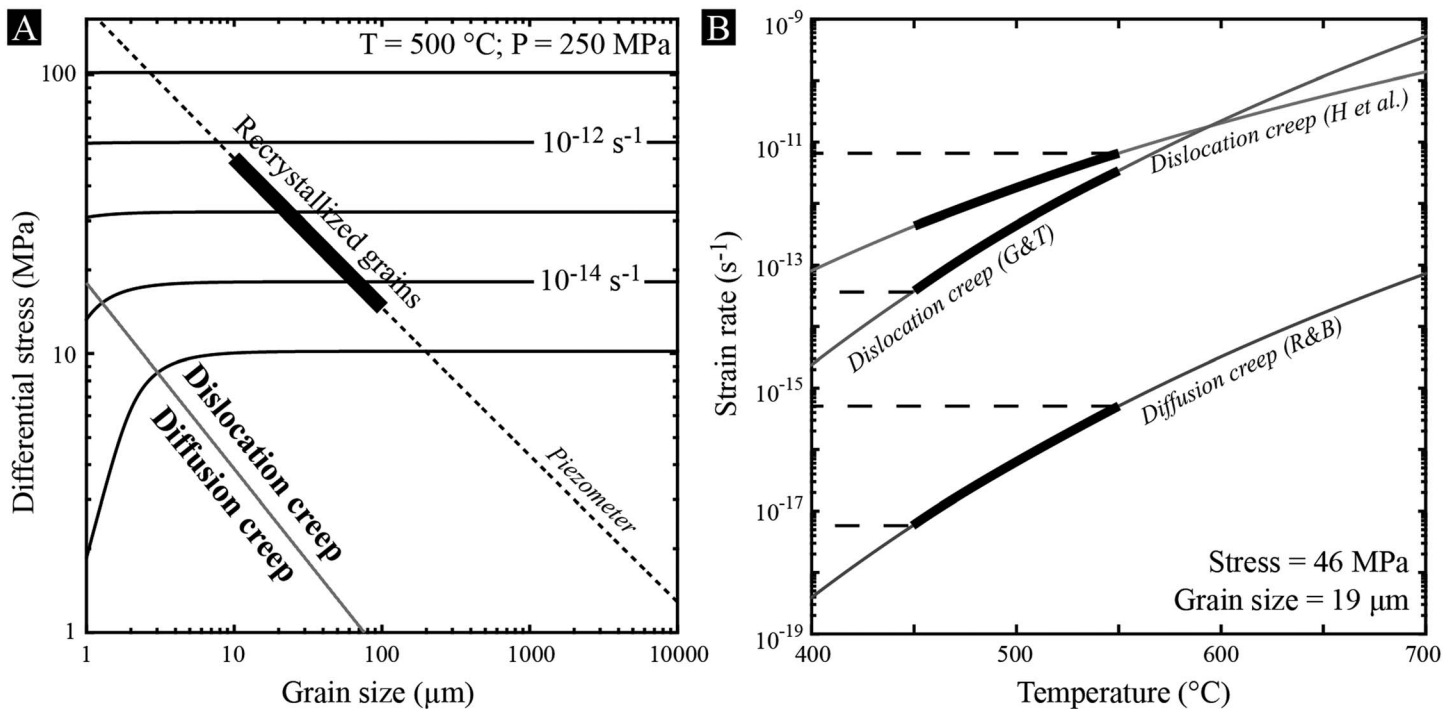 A
T = 500 °C; P = 250 MPa
Differential stress (MPa)
100
10
1
10⁻¹² s⁻¹
10⁻¹⁴ s⁻¹
Recrystallized grains
Dislocation creep
Diffusion creep
Piezometer
1
10
100
1000
10000
Grain size (μm)
B
Strain rate (s⁻¹)
10⁻⁹
10⁻¹¹
10⁻¹³
10⁻¹⁵
10⁻¹⁷
10⁻¹⁹
Dislocation creep (H et al.)
Dislocation creep (G&T)
Diffusion creep (R&B)
Stress = 46 MPa
Grain size = 19 μm
400
500
600
700
Temperature (°C)